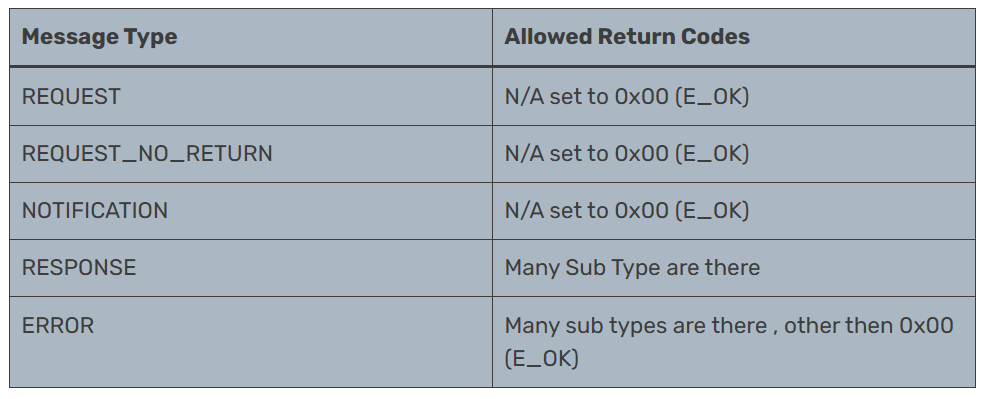 Message Type
Allowed Return Codes
REQUEST
N/A set to 0x00 (E_OK)
REQUEST_NO_RETURN
N/A set to 0x00 (E_OK)
NOTIFICATION
N/A set to 0x00 (E_OK)
RESPONSE
Many Sub Type are there
ERROR
Many sub types are there , other then 0x00
(E_OK)